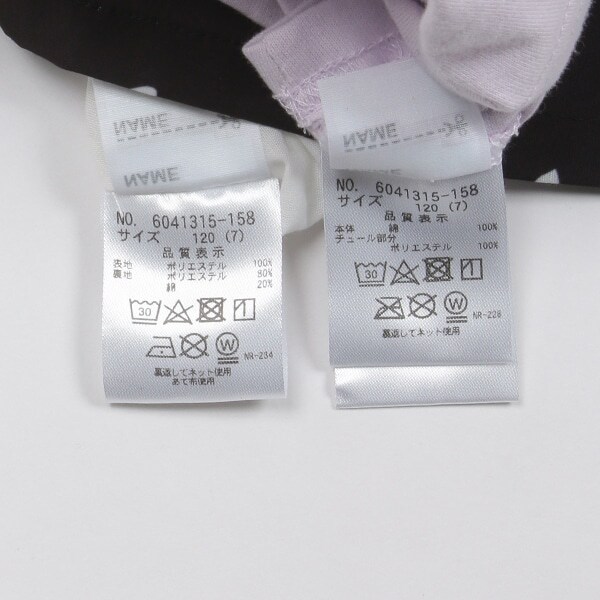 NAME
NAME
NO. 6041315-158
サイズ 120 (7)
品質表示
表地 ポリエステル 100%
裏地 ポリエステル 80%
綿 20%
30
W
NR-234
裏返してネット使用
あて布使用
NAME
NO. 6041315-158
サイズ 120 (7)
品質表示
本体 綿 100%
チュール部分
ポリエステル 100%
30
W
NR-228
裏返してネット使用